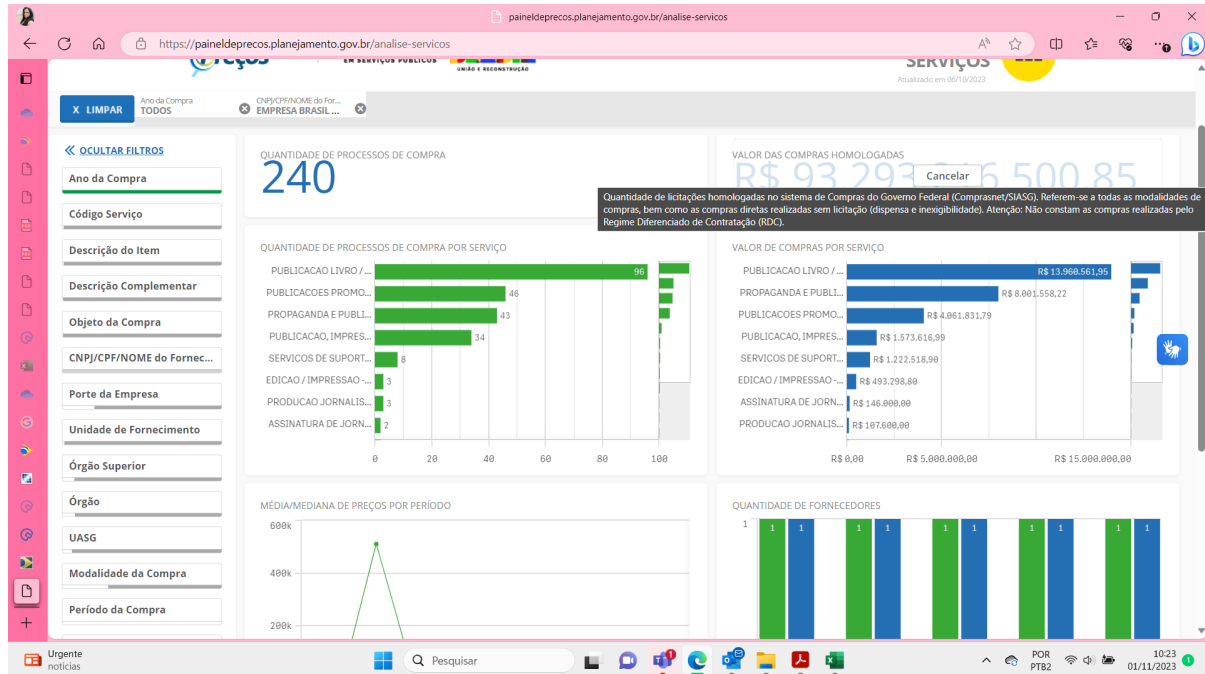 paineldeprecos.planejamento.gov.br/analise-servicos
https://paineldeprecos.planejamento.gov.br/analise-servicos
Preços
EM SERVIÇOS PÚBLICOS
UNIÃO E RECONSTRUÇÃO
SERVIÇOS
Atualizado em 06/10/2023
X LIMPAR
Ano da Compra
TODOS
CNPJ/CPF/NOME do For...
EMPRESA BRASIL ...
OCULTAR FILTROS
Ano da Compra
Código Serviço
Descrição do Item
Descrição Complementar
Objeto da Compra
CNPJ/CPF/NOME do Fornec...
Porte da Empresa
Unidade de Fornecimento
Órgão Superior
Órgão
UASG
Modalidade da Compra
Período da Compra
QUANTIDADE DE PROCESSOS DE COMPRA
240
VALOR DAS COMPRAS HOMOLOGADAS
Cancelar
Quantidade de licitações homologadas no sistema de Compras do Governo Federal (Comprasnet/SIASG). Referem-se a todas as modalidades de
compras, bem como as compras diretas realizadas sem licitação (dispensa e inexigibilidade). Atenção: Não constam as compras realizadas pelo
Regime Diferenciado de Contratação (RDC).
QUANTIDADE DE PROCESSOS DE COMPRA POR SERVIÇO
PUBLICACAO LIVRO /... 96
PUBLICACOES PROMO... 46
PROPAGANDA E PUBLI... 43
PUBLICACAO, IMPRES... 34
SERVICOS DE SUPORT... 8
EDICAO / IMPRESSAO -... 3
PRODUCAO JORNALIS... 3
ASSINATURA DE JORN... 2
0 20 40 60 80 100
VALOR DE COMPRAS POR SERVIÇO
PUBLICACAO LIVRO /... R$ 13.960.561,95
PROPAGANDA E PUBLI... R$ 8.001.558,22
PUBLICACOES PROMO... R$ 4.061.831,79
PUBLICACAO, IMPRES... R$ 1.573.616,99
SERVICOS DE SUPORT... R$ 1.222.518,90
EDICAO / IMPRESSAO -... R$ 493.298,80
ASSINATURA DE JORN... R$ 146.000,00
PRODUCAO JORNALIS... R$ 107.600,00
R$ 0,00 R$ 5.000.000,00 R$ 15.000.000,00
MÉDIA/MEDIANA DE PREÇOS POR PERÍODO
600k
400k
200k
QUANTIDADE DE FORNECEDORES
1
1 1 1 1 1 1 1 1 1 1
Urgente
noticias
Pesquisar
POR
PTB2
10:23
01/11/2023
1